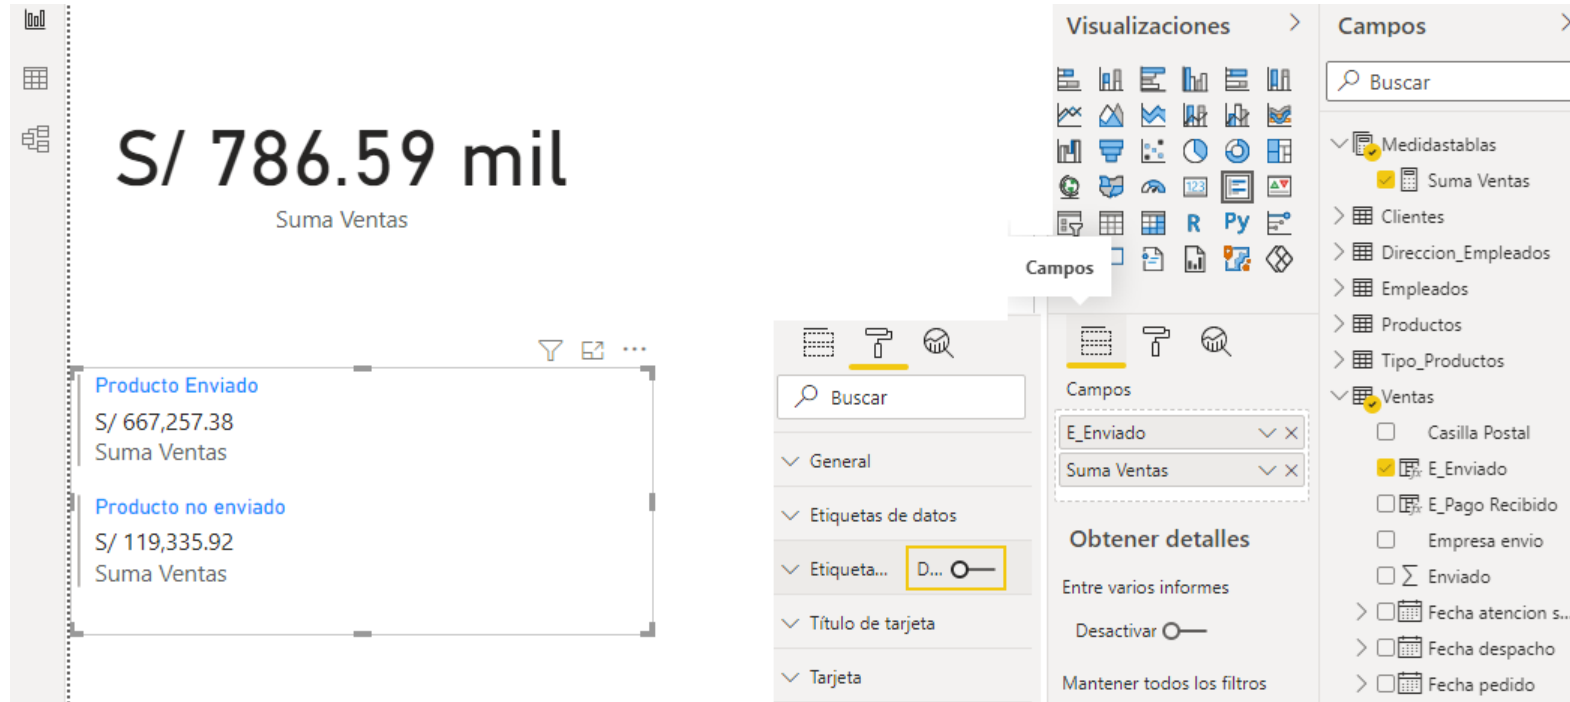 S/ 786.59 mil
Suma Ventas
Producto Enviado
S/ 667,257.38
Suma Ventas
Producto no enviado
S/ 119,335.92
Suma Ventas
Buscar
General
Etiquetas de datos
Etiqueta... D...
Título de tarjeta
Tarjeta
Visualizaciones
123
R Py
Campos
Campos
E_Enviado
Suma Ventas
Obtener detalles
Entre varios informes
Desactivar
Mantener todos los filtros
Campos
Buscar
Medidastablas
Suma Ventas
Clientes
Direccion_Empleados
Empleados
Productos
Tipo_Productos
Ventas
Casilla Postal
E_Enviado
E_Pago Recibido
Empresa envio
Enviado
Fecha atencion s...
Fecha despacho
Fecha pedido